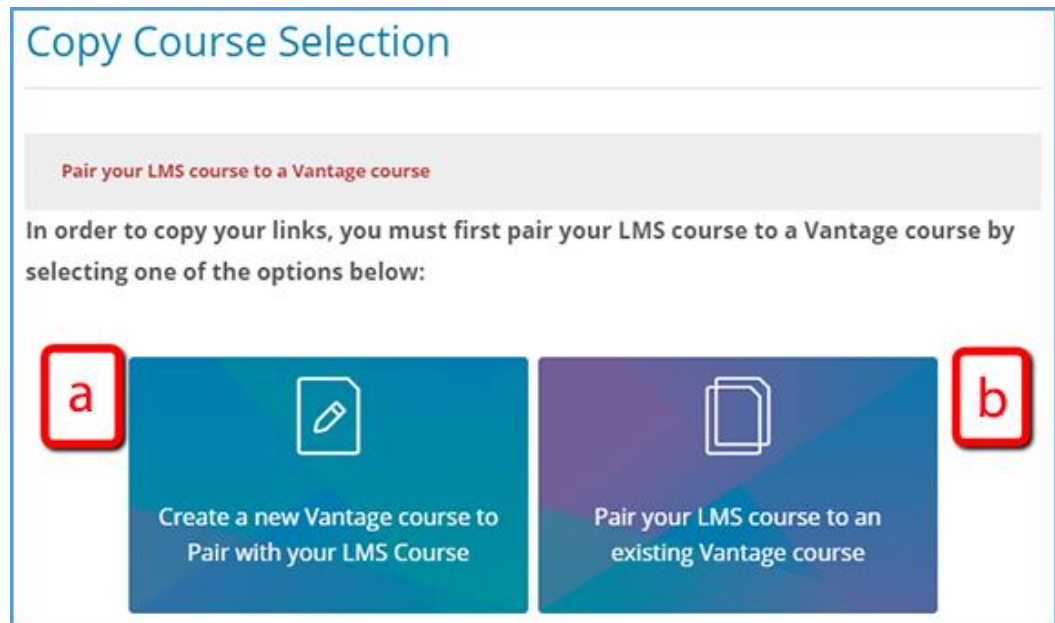 Copy Course Selection
Pair your LMS course to a Vantage course
In order to copy your links, you must first pair your LMS course to a Vantage course by
selecting one of the options below:
a
Create a new Vantage course to
Pair with your LMS Course
b
Pair your LMS course to an
existing Vantage course